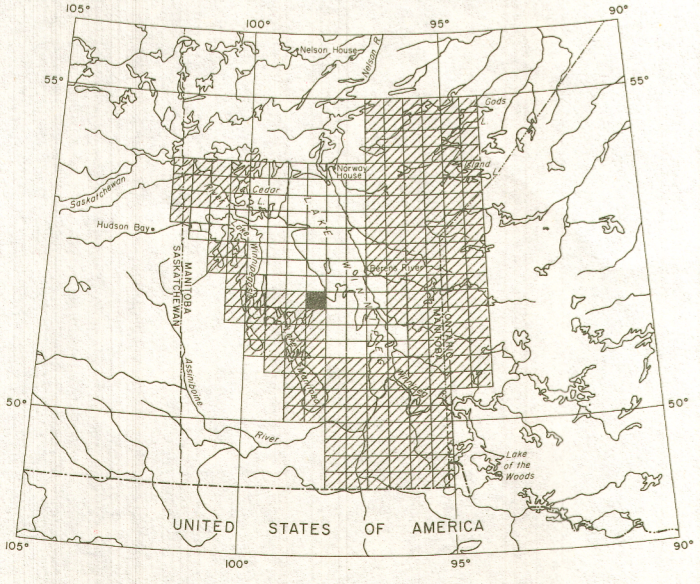 105°
100°
95°
90°
55°
55°
Nelson House
Nelson R.
Gods
L.
Island
L.
Norway
House
Saskatchewan
River
Cedar
L.
Hudson Bay
LAKE
WINNIPEG
Lake
Winnipegosis
Berens River
MANITOBA
SASKATCHEWAN
ONTARIO
MANITOBA
Lake
Manitoba
Winnipeg
Assiniboine
River
50°
50°
Lake
of the
Woods
UNITED STATES OF AMERICA
105°
100°
95°
90°